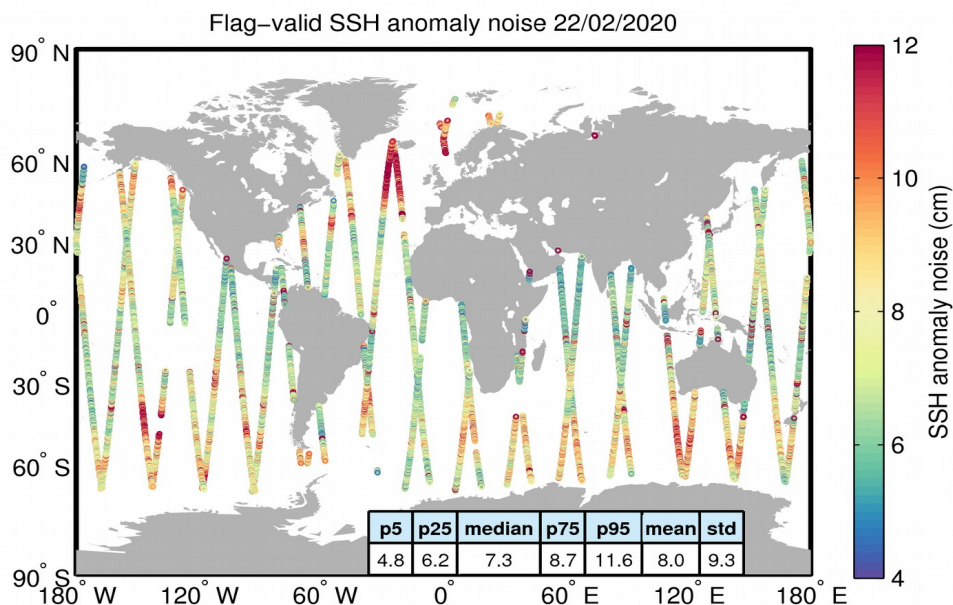 Flag−valid SSH anomaly noise 22/02/2020
90° N
60° N
30° N
0°
30° S
60° S
90° S
180° W
120° W
60° W
0°
60° E
120° E
180° E
p5 p25 median p75 p95 mean std
4.8 6.2 7.3 8.7 11.6 8.0 9.3
12
10
8
6
4
SSH anomaly noise (cm)